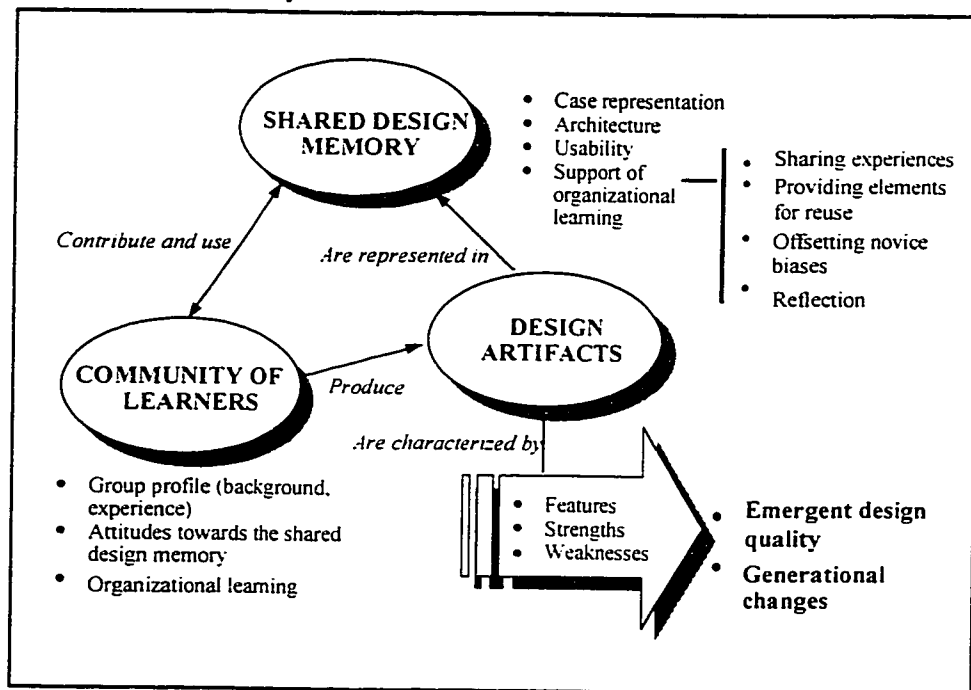 SHARED DESIGN
MEMORY
• Case representation
• Architecture
• Usability
• Support of
organizational
learning
• Sharing experiences
• Providing elements
for reuse
• Offsetting novice
biases
• Reflection
Contribute and use
Are represented in
DESIGN
ARTIFACTS
COMMUNITY OF
LEARNERS
Produce
Are characterized by
• Group profile (background,
experience)
• Attitudes towards the shared
design memory
• Organizational learning
• Features
• Strengths
• Weaknesses
• Emergent design
quality
• Generational
changes